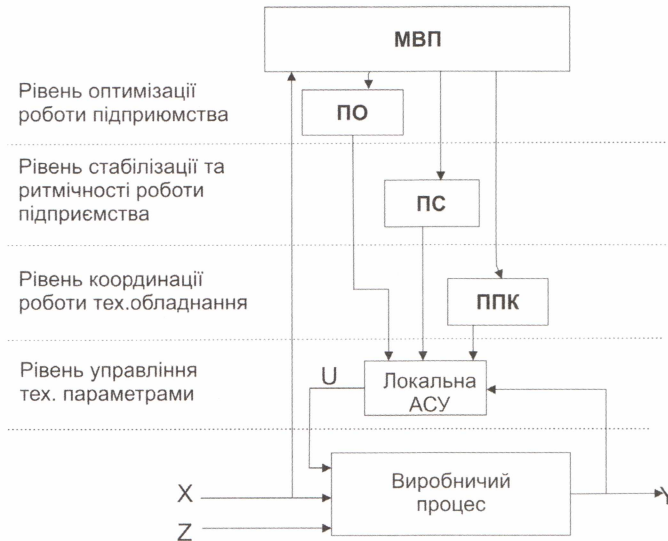 МВП
Рівень оптимізації
роботи підприюмства
ПО
Рівень стабілізації та
ритмічності роботи
підприємства
ПС
Рівень координації
роботи тех.обладнання
ППК
Рівень управління
тех. параметрами
U
Локальна
АСУ
X
Виробничий
процес
Y
Z